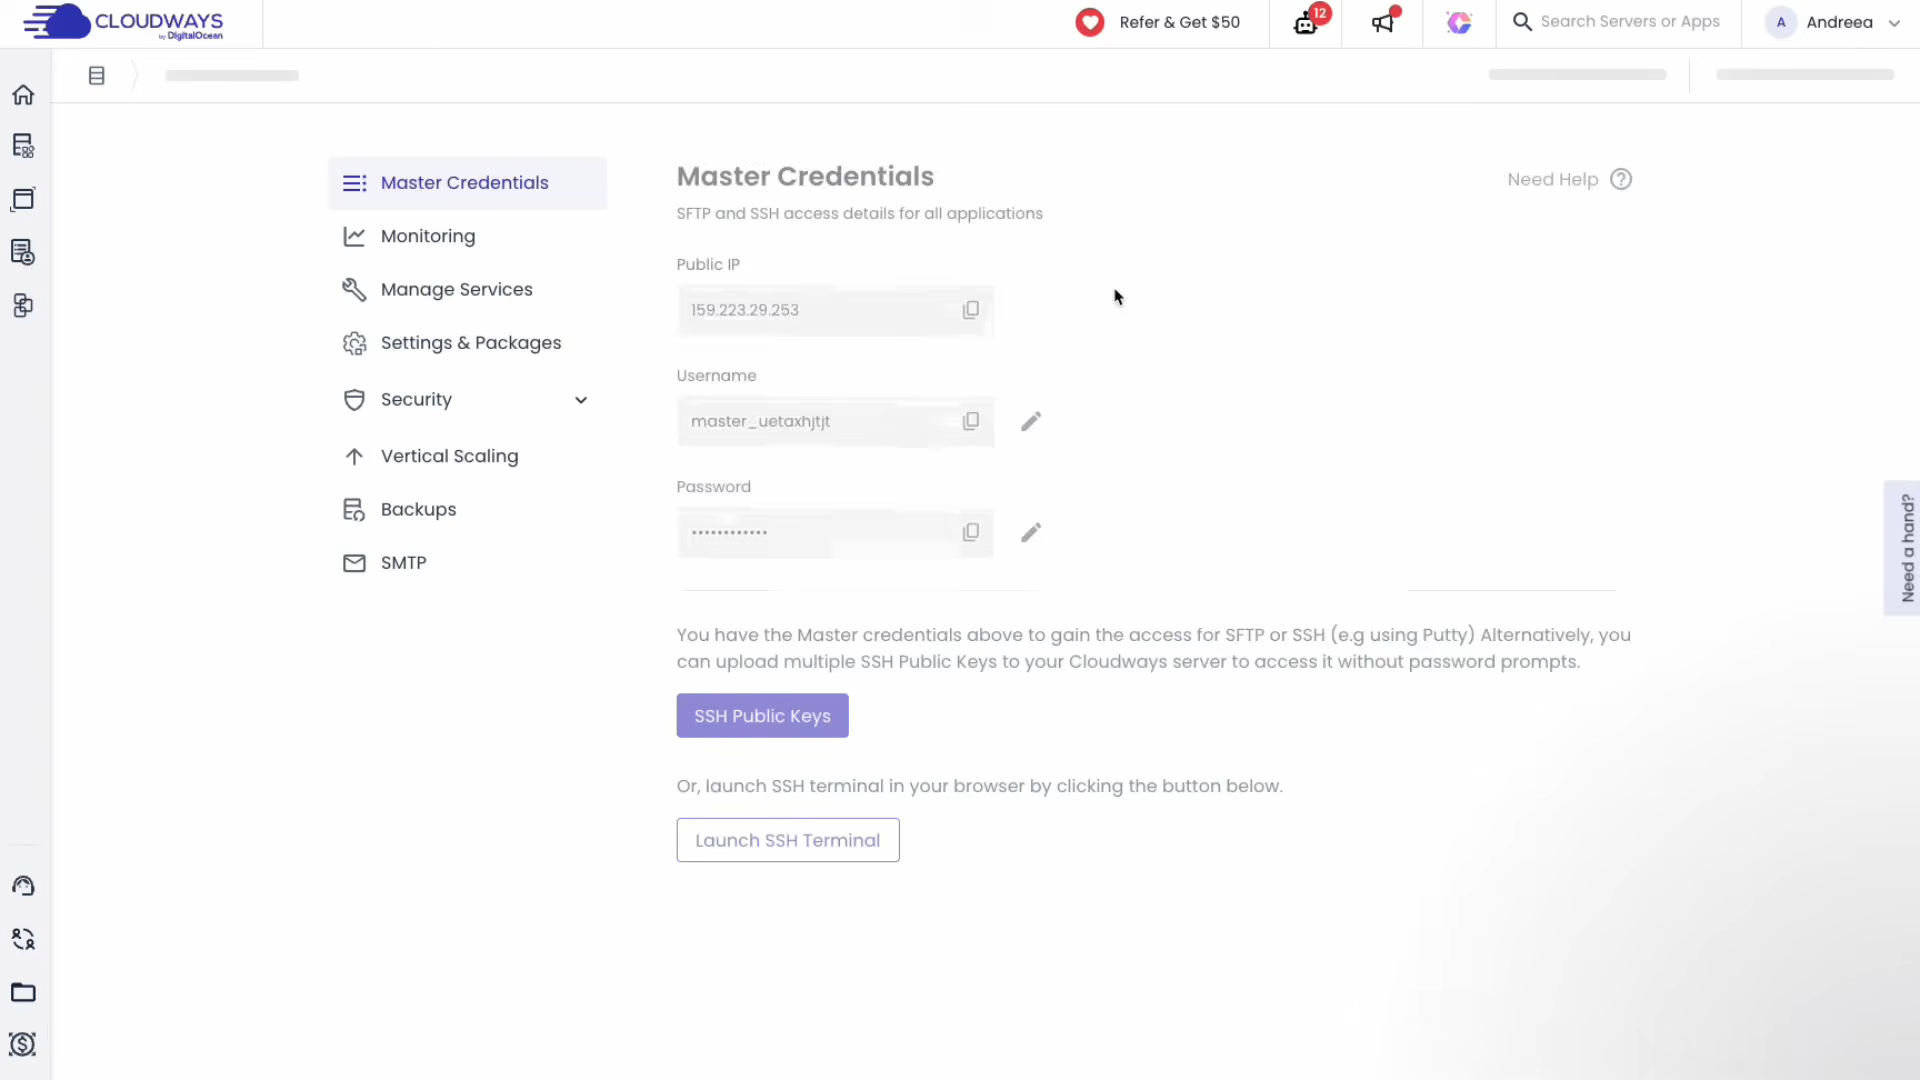 CLOUDWAYS
by DigitalOcean
Refer & Get $50
12
Search Servers or Apps
A
Andreea
Master Credentials
Monitoring
Manage Services
Settings & Packages
Security
Vertical Scaling
Backups
SMTP
Master Credentials
Need Help
SFTP and SSH access details for all applications
Public IP
159.223.29.253
Username
master_uetaxhjtjt
Password
••••••••••••
You have the Master credentials above to gain the access for SFTP or SSH (e.g using Putty) Alternatively, you
can upload multiple SSH Public Keys to your Cloudways server to access it without password prompts.
SSH Public Keys
Or, launch SSH terminal in your browser by clicking the button below.
Launch SSH Terminal
Need a hand?